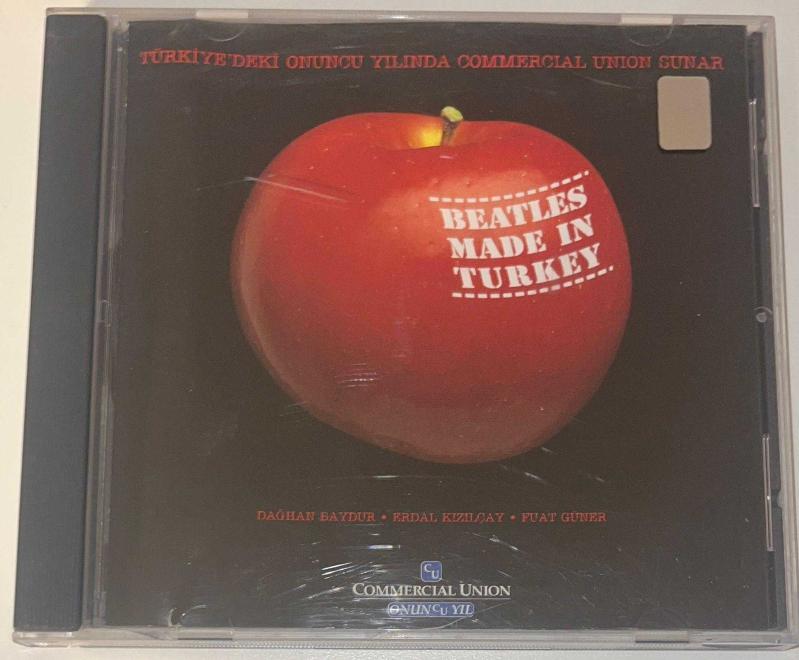 TÜRKİYE'DEKİ ONUNCU YILINDA COMMERCIAL UNION SUNAR
BEATLES
MADE IN
TURKEY
DAĞHAN BAYDUR • ERDAL KIZILÇAY • FUAT GÜNER
CU
COMMERCIAL UNION
ONUNCU YIL